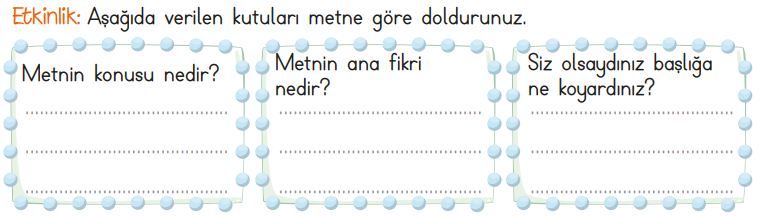 Etkinlik: Aşağıda verilen kutuları metne göre doldurunuz.
Metnin konusu nedir?
Metnin ana fikri
nedir?
Siz olsaydınız başlığa
ne koyardınız?